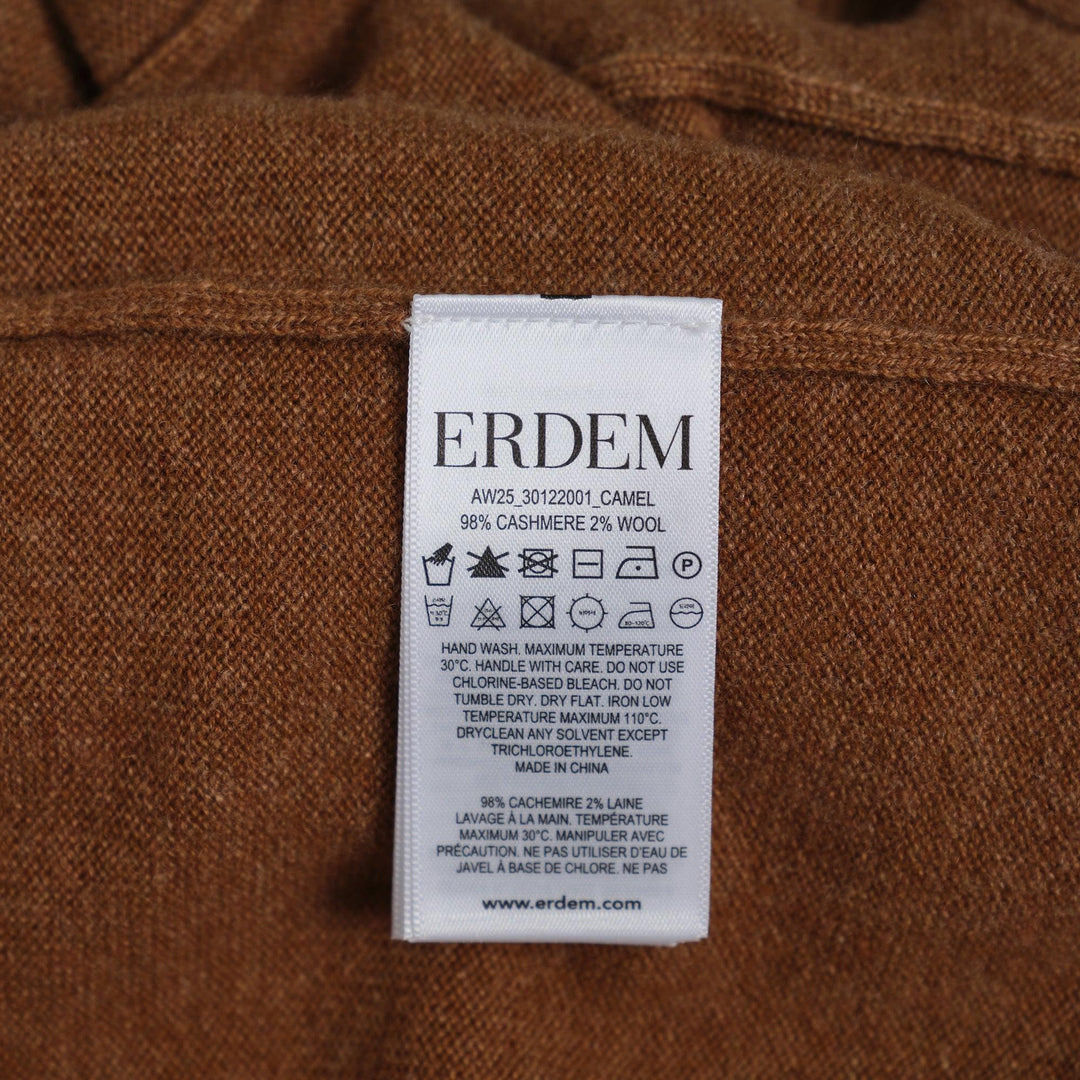 ERDEM
AW25_30122001_CAMEL
98% CASHMERE 2% WOOL
P
HAND WASH. MAXIMUM TEMPERATURE
30°C. HANDLE WITH CARE. DO NOT USE
CHLORINE-BASED BLEACH. DO NOT
TUMBLE DRY. DRY FLAT. IRON LOW
TEMPERATURE MAXIMUM 110°C.
DRYCLEAN ANY SOLVENT EXCEPT
TRICHLOROETHYLENE.
MADE IN CHINA
98% CACHEMIRE 2% LAINE
LAVAGE À LA MAIN. TEMPÉRATURE
MAXIMUM 30°C. MANIPULER AVEC
PRÉCAUTION. NE PAS UTILISER D'EAU DE
JAVEL À BASE DE CHLORE. NE PAS
www.erdem.com